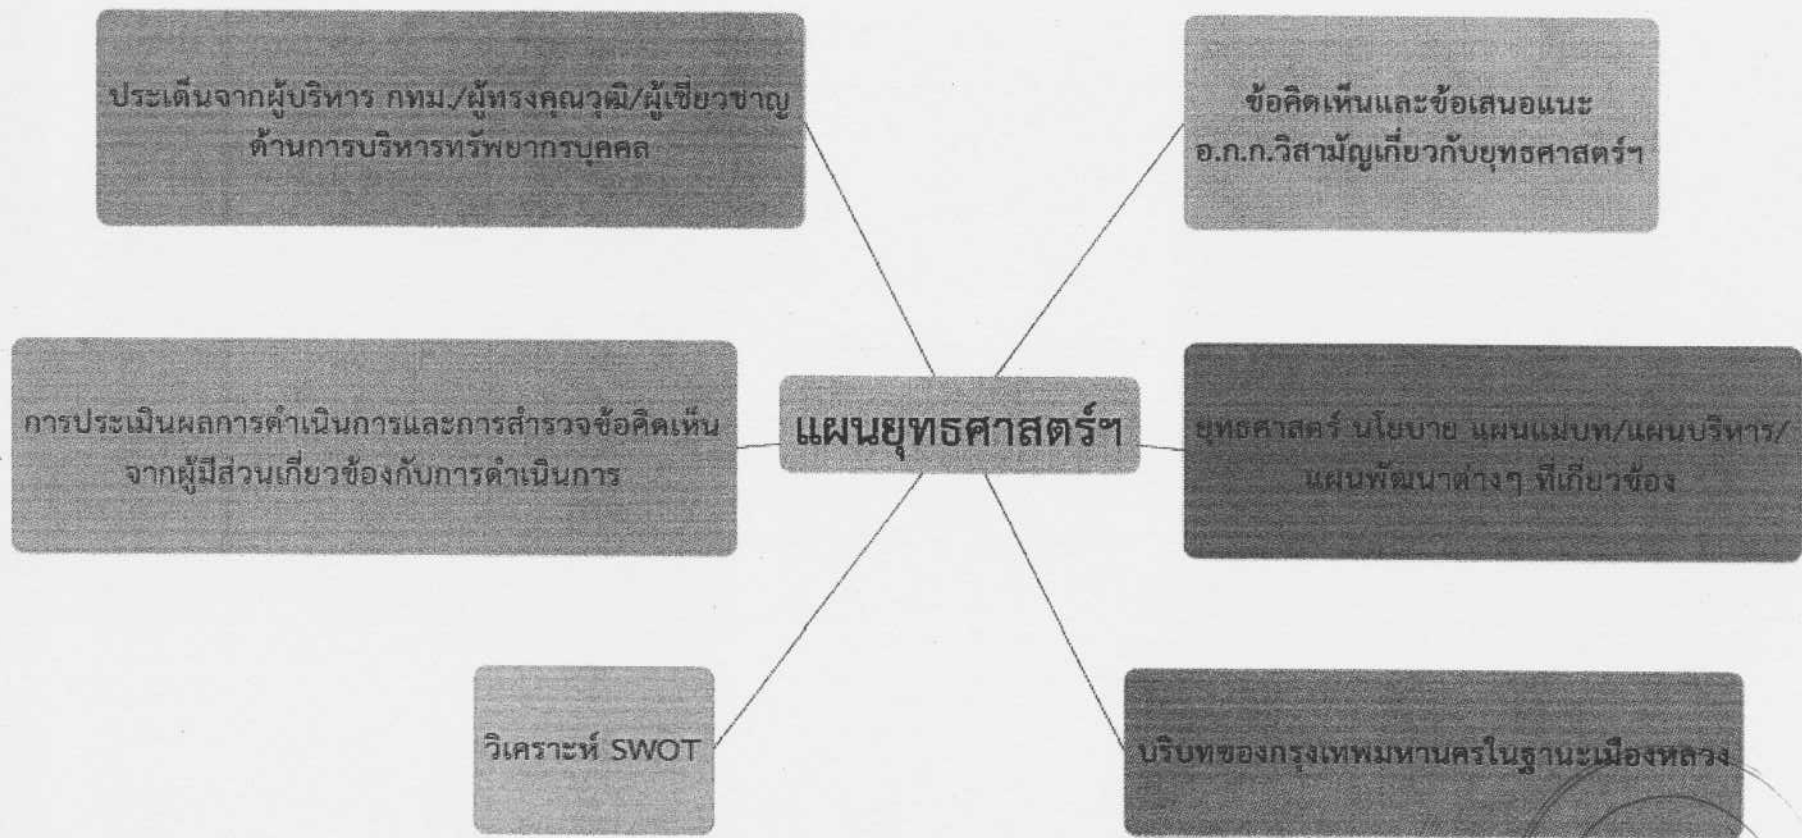 ประเด็นจากผู้บริหาร กทม./ผู้ทรงคุณวุฒิ/ผู้เชี่ยวชาญ
ด้านการบริหารทรัพยากรบุคคล
ข้อคิดเห็นและข้อเสนอแนะ
อ.ก.ก.วิสามัญเกี่ยวกับยุทธศาสตร์ฯ
การประเมินผลการดำเนินการและการสำรวจข้อคิดเห็น
จากผู้มีส่วนเกี่ยวข้องกับการดำเนินการ
แผนยุทธศาสตร์ฯ
ยุทธศาสตร์ นโยบาย แผนแม่บท/แผนบริหาร/
แผนพัฒนาต่างๆ ที่เกี่ยวข้อง
วิเคราะห์ SWOT
บริบทของกรุงเทพมหานครในฐานะเมืองหลวง